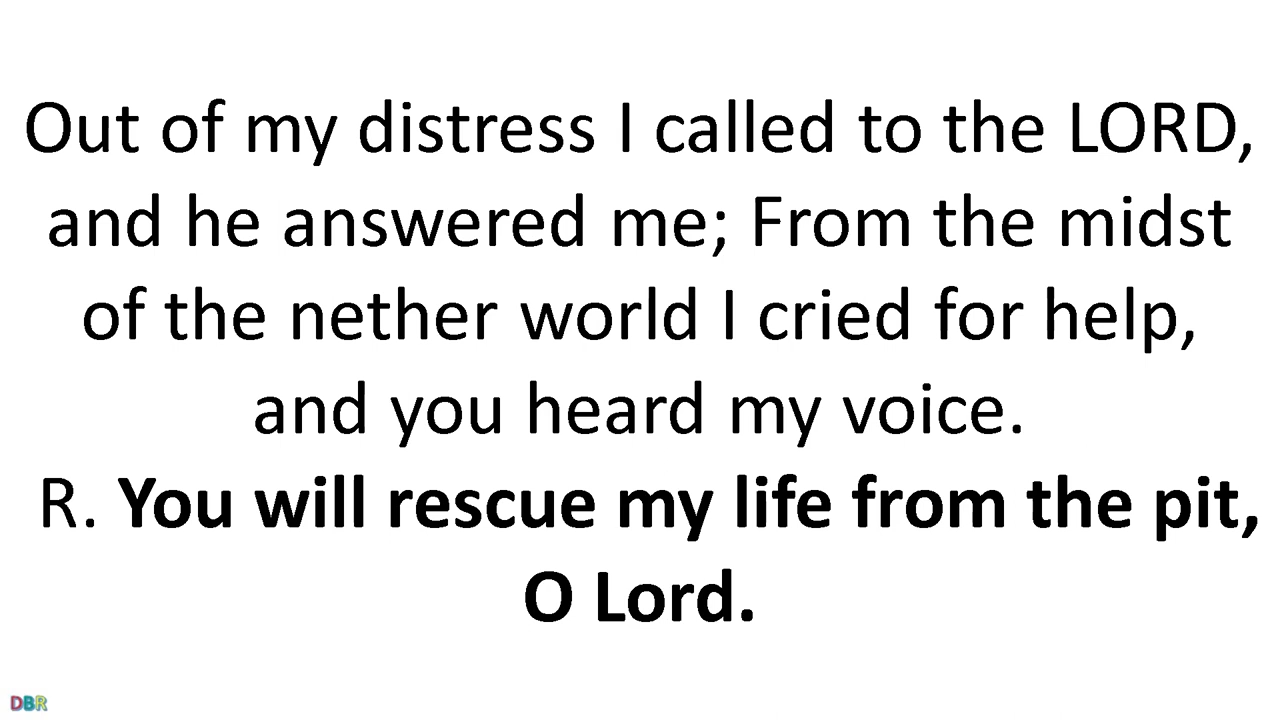 Out of my distress I called to the LORD,
and he answered me; From the midst
of the nether world I cried for help,
and you heard my voice.
R. You will rescue my life from the pit,
O Lord.
DBR